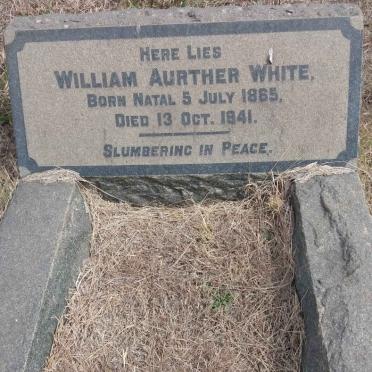 Here Lies
William Aurther White,
Born Natal 5 July 1865,
Died 13 Oct. 1941.
Slumbering in Peace.